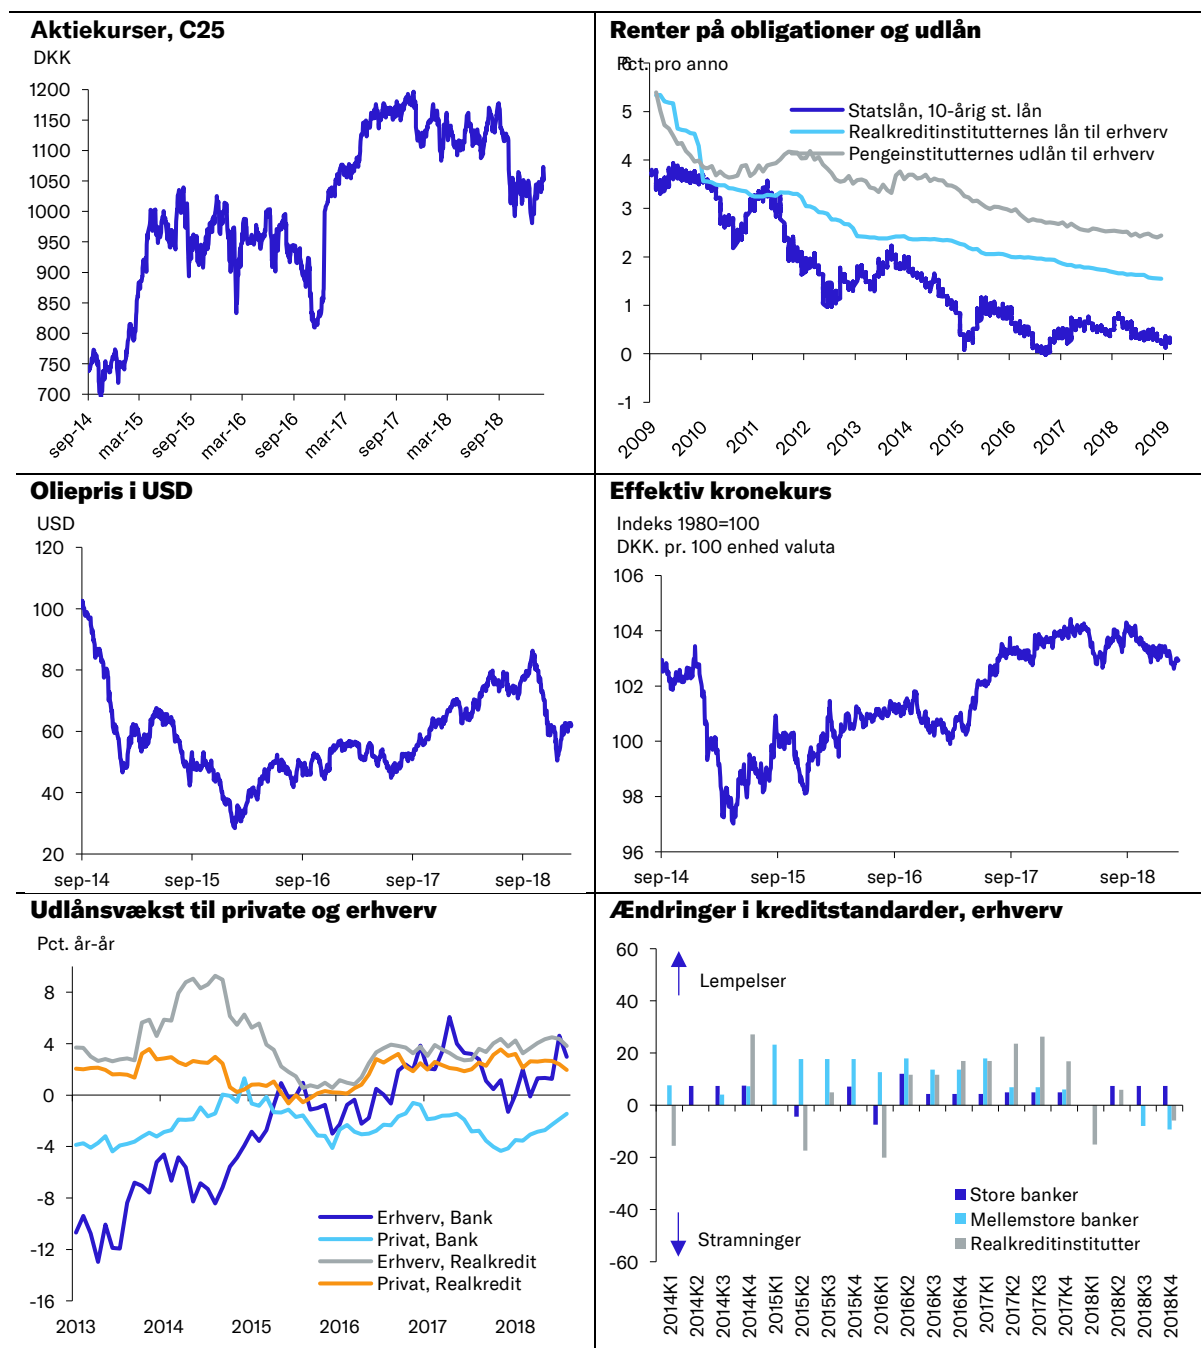 Aktiekurser, C25
DKK
1200
1150
1100
1050
1000
950
900
850
800
750
700
sep-14
mar-15
sep-15
mar-16
sep-16
mar-17
sep-17
mar-18
sep-18
Renter på obligationer og udlån
Pct. pro anno
6
5
4
3
2
1
0
-1
Statslån, 10-årig st. lån
Realkreditinstitutternes lån til erhverv
Pengeinstitutternes udlån til erhverv
2009
2010
2011
2012
2013
2014
2015
2016
2017
2018
2019
Oliepris i USD
USD
120
100
80
60
40
20
sep-14
sep-15
sep-16
sep-17
sep-18
Effektiv kronekurs
Indeks 1980=100
DKK. pr. 100 enhed valuta
106
104
102
100
98
96
sep-14
sep-15
sep-16
sep-17
sep-18
Udlånsvækst til private og erhverv
Pct. år-år
8
4
0
-4
-8
-12
-16
Erhverv, Bank
Privat, Bank
Erhverv, Realkredit
Privat, Realkredit
2013
2014
2015
2016
2017
2018
Ændringer i kreditstandarder, erhverv
60
40
20
0
-20
-40
-60
Lempelser
Stramninger
Store banker
Mellemstore banker
Realkreditinstitutter
2014K1
2014K2
2014K3
2014K4
2015K1
2015K2
2015K3
2015K4
2016K1
2016K2
2016K3
2016K4
2017K1
2017K2
2017K3
2017K4
2018K1
2018K2
2018K3
2018K4